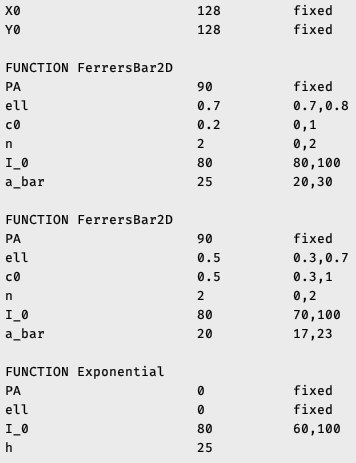 X0                      128         fixed
Y0                      128         fixed

FUNCTION FerrersBar2D
PA                      90          fixed
ell                     0.7         0.7,0.8
c0                      0.2         0,1
n                       2           0,2
I_0                     80          80,100
a_bar                   25          20,30

FUNCTION FerrersBar2D
PA                      90          fixed
ell                     0.5         0.3,0.7
c0                      0.5         0.3,1
n                       2           0,2
I_0                     80          70,100
a_bar                   20          17,23

FUNCTION Exponential
PA                      0           fixed
ell                     0           fixed
I_0                     80          60,100
h                       25